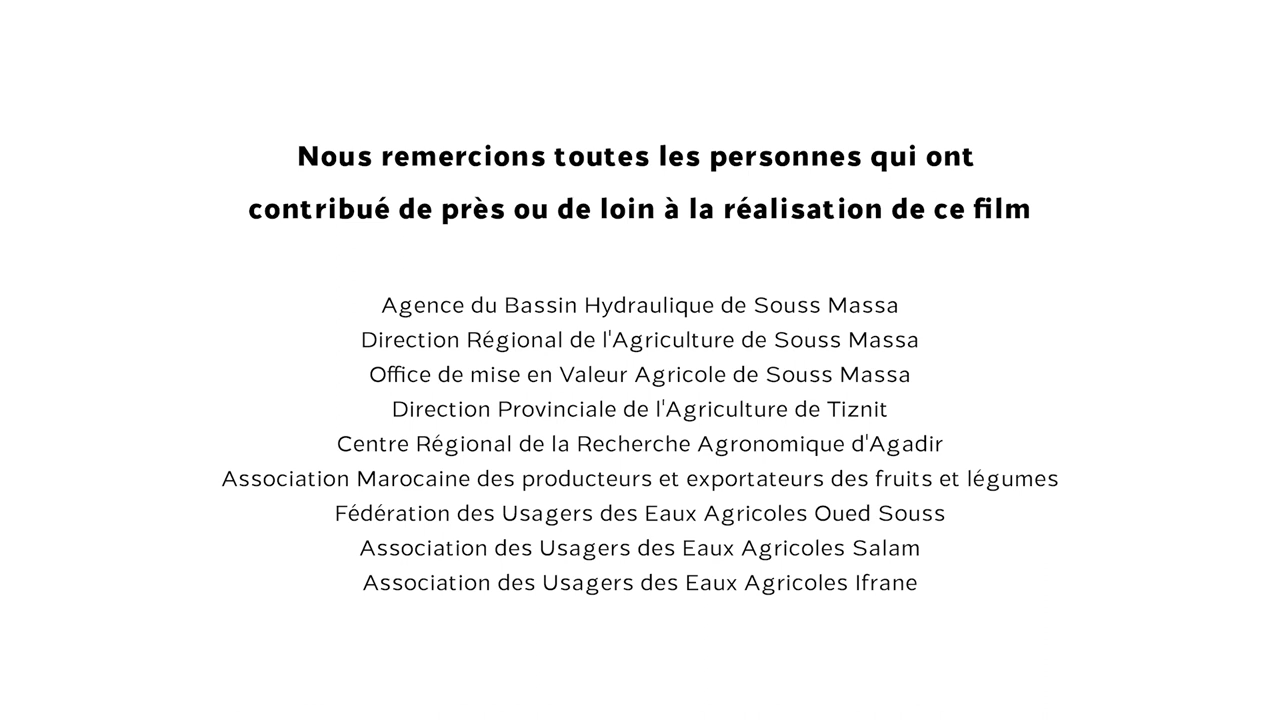 Nous remercions toutes les personnes qui ont
contribué de près ou de loin à la réalisation de ce film
Agence du Bassin Hydraulique de Souss Massa
Direction Régional de l'Agriculture de Souss Massa
Office de mise en Valeur Agricole de Souss Massa
Direction Provinciale de l'Agriculture de Tiznit
Centre Régional de la Recherche Agronomique d'Agadir
Association Marocaine des producteurs et exportateurs des fruits et légumes
Fédération des Usagers des Eaux Agricoles Oued Souss
Association des Usagers des Eaux Agricoles Salam
Association des Usagers des Eaux Agricoles Ifrane